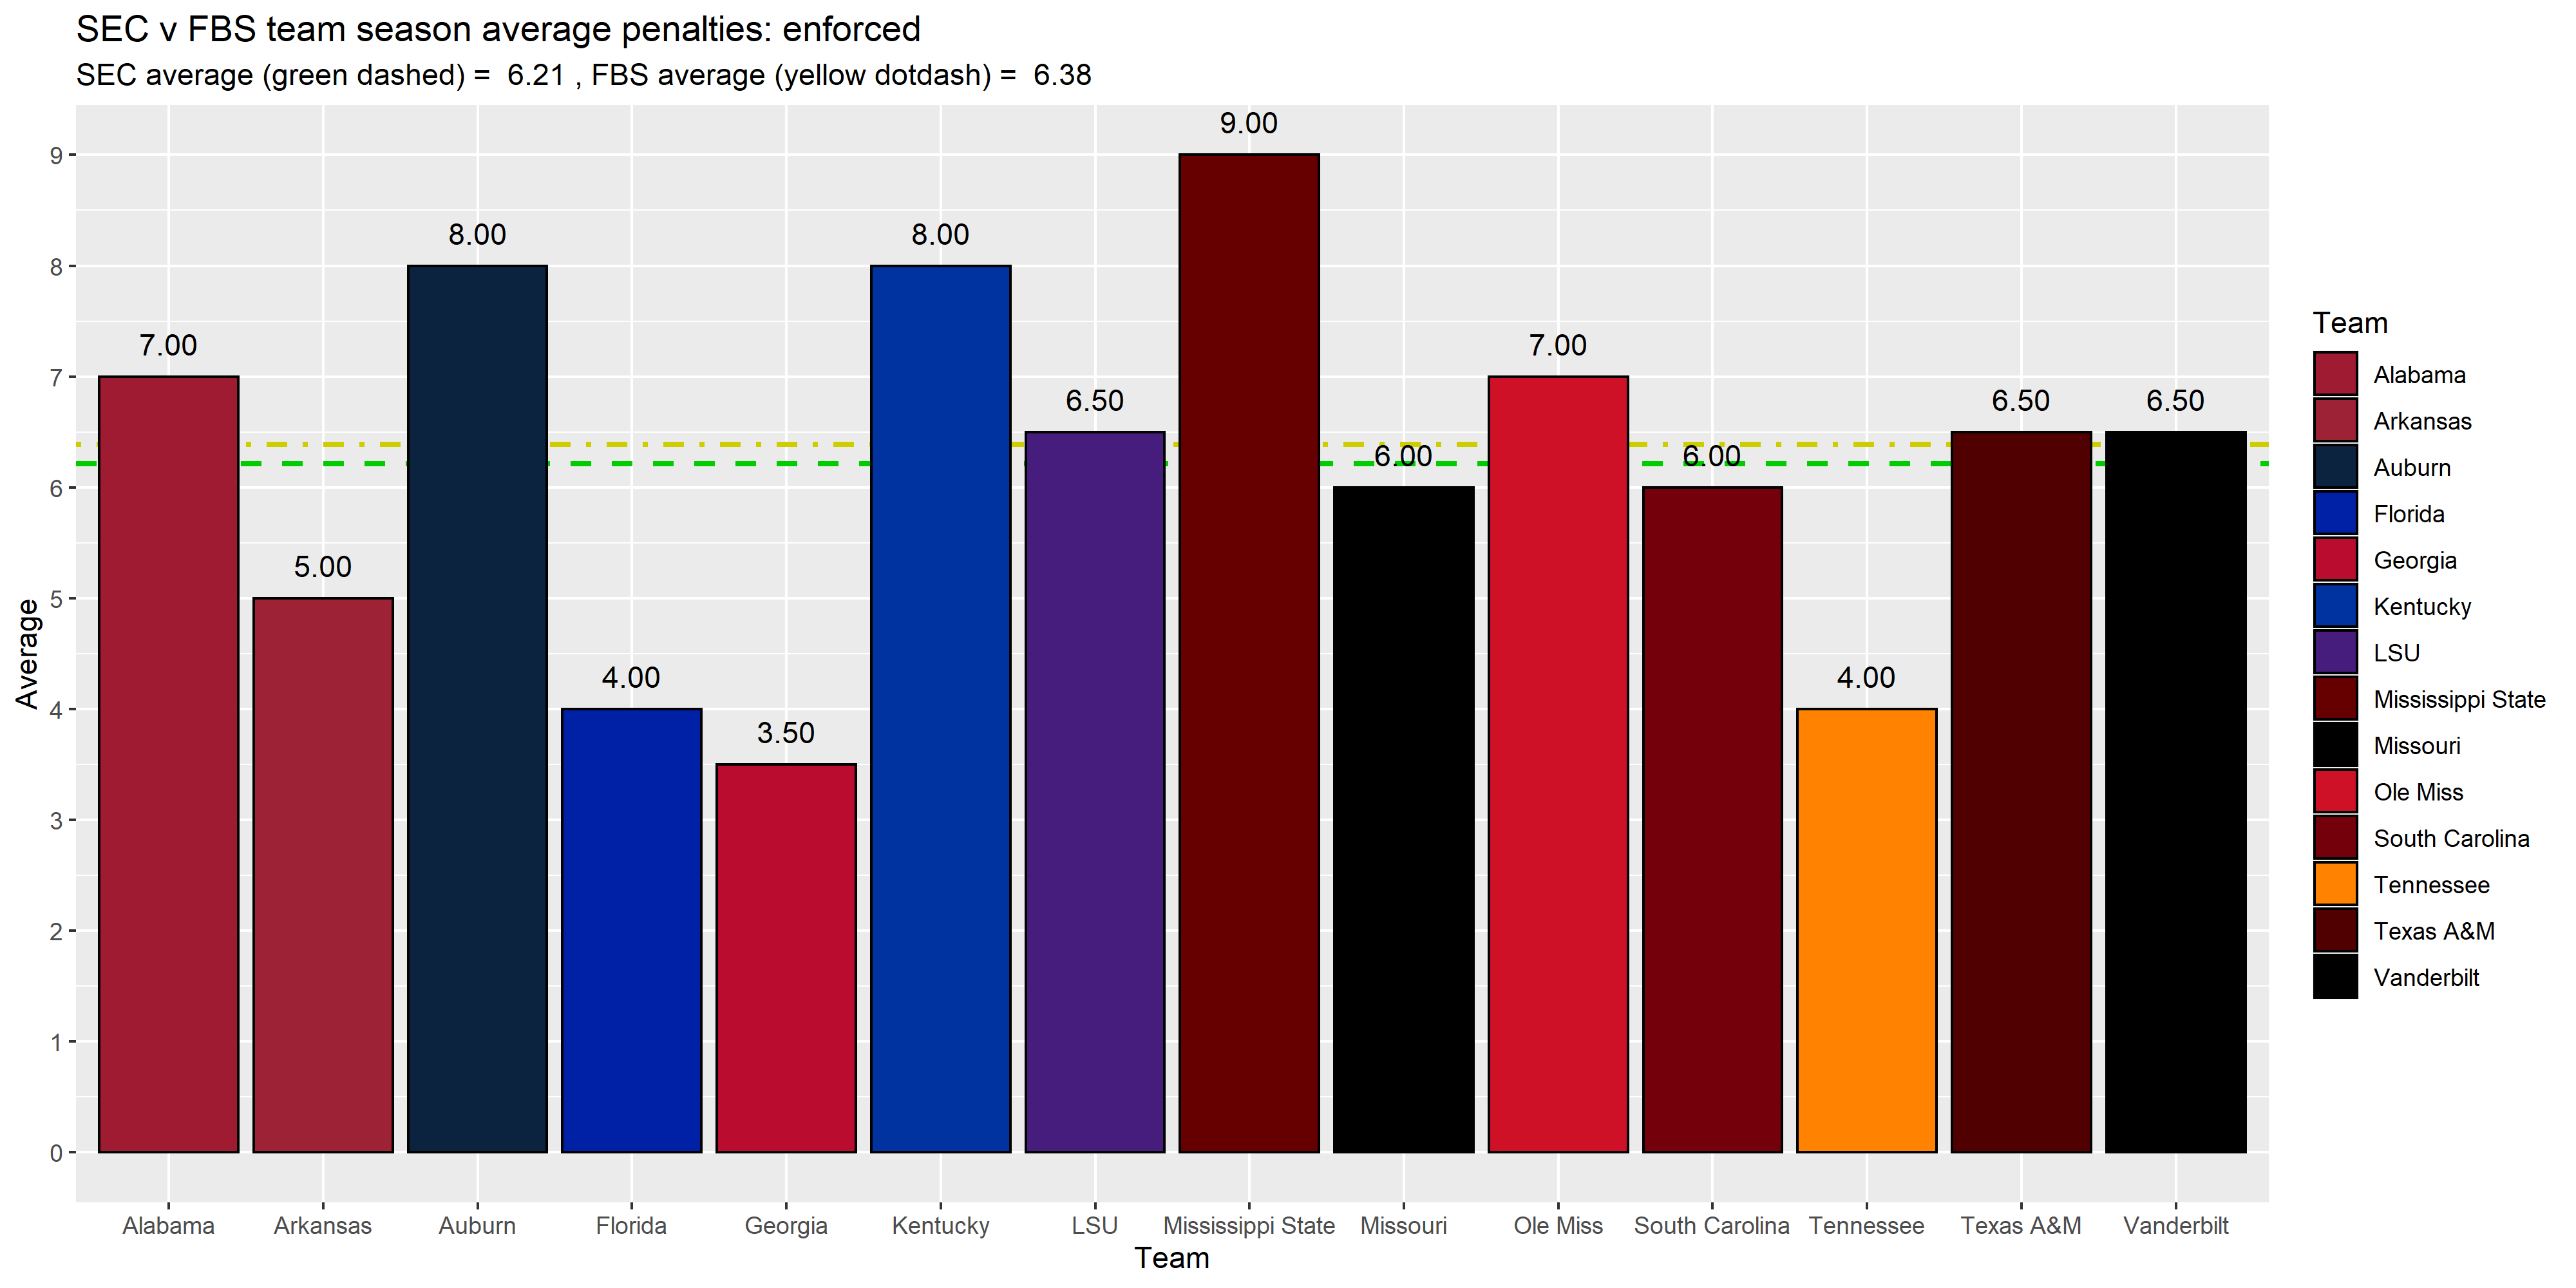 SEC v FBS team season average penalties: enforced
SEC average (green dashed) =  6.21 , FBS average (yellow dotdash) =  6.38
9.00
9
8.00
8.00
8
7.00
7.00
7
6.50
6.50
6.50
6.00
6.00
6
5.00
5
4.00
4.00
4
3.50
3
2
1
0
Average
Alabama
Arkansas
Auburn
Florida
Georgia
Kentucky
LSU
Mississippi State
Missouri
Ole Miss
South Carolina
Tennessee
Texas A&M
Vanderbilt
Team
Team
Alabama
Arkansas
Auburn
Florida
Georgia
Kentucky
LSU
Mississippi State
Missouri
Ole Miss
South Carolina
Tennessee
Texas A&M
Vanderbilt